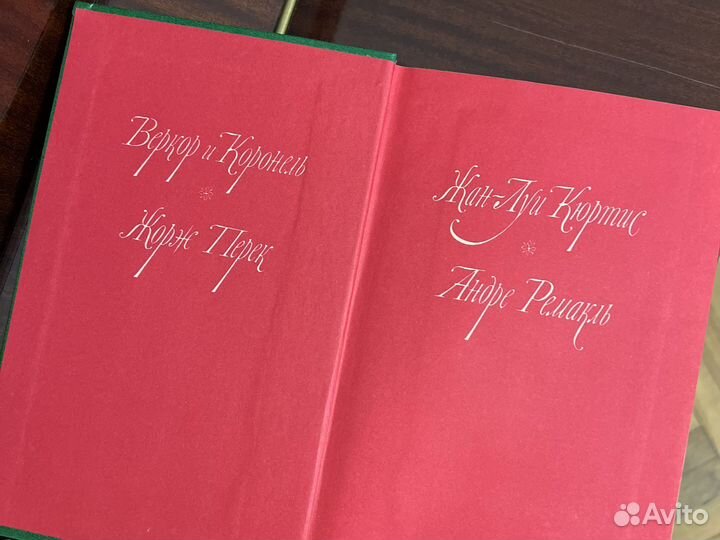 Веркор и Коронель
Жорж Перек
Жан-Луи Кюртис
Андре Ремакль
Avito